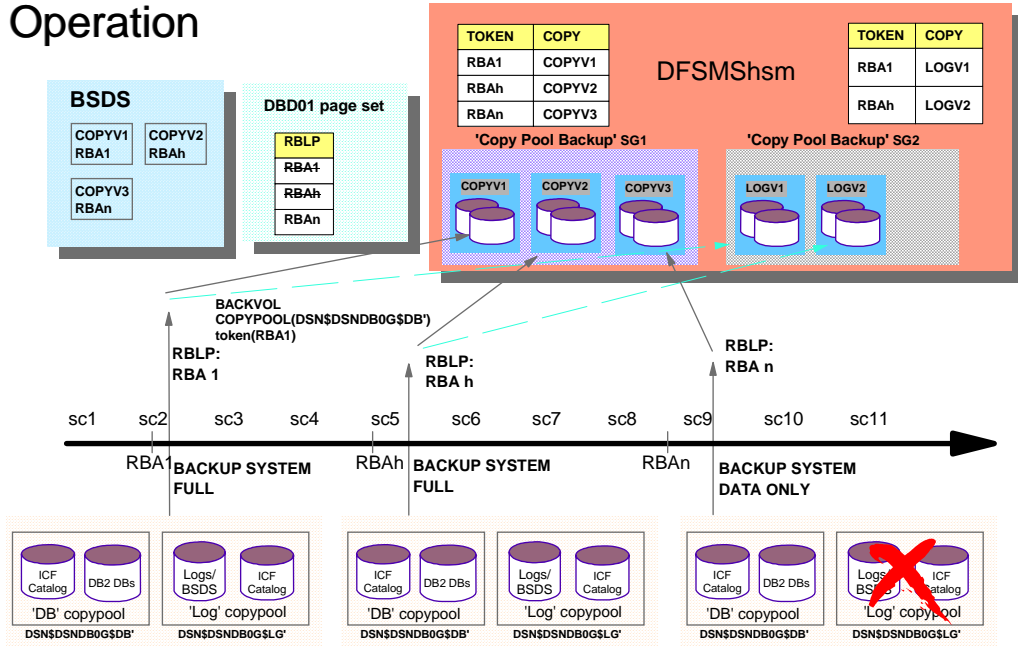 Operation
BSDS
COPYV1
RBA1
COPYV2
RBAh
COPYV3
RBAn
DBD01 page set
RBLP
RBA1
RBAh
RBAn
TOKEN COPY
RBA1 COPYV1
RBAh COPYV2
RBAn COPYV3
DFSMShsm
TOKEN COPY
RBA1 LOGV1
RBAh LOGV2
'Copy Pool Backup' SG1
COPYV1 COPYV2 COPYV3
'Copy Pool Backup' SG2
LOGV1 LOGV2
BACKVOL
COPYPOOL(DSN$DSNDB0G$DB')
token(RBA1)
RBLP:
RBA 1
RBLP:
RBA h
RBLP:
RBA n
sc1 sc2 sc3 sc4 sc5 sc6 sc7 sc8 sc9 sc10 sc11
RBA1
BACKUP SYSTEM
FULL
RBAh
BACKUP SYSTEM
FULL
RBAn
BACKUP SYSTEM
DATA ONLY
ICF
Catalog
DB2 DBs
'DB' copypool
DSN$DSNDB0G$DB'
Logs/
BSDS
ICF
Catalog
'Log' copypool
DSN$DSNDB0G$LG'
ICF
Catalog
DB2 DBs
'DB' copypool
DSN$DSNDB0G$DB'
Logs/
BSDS
ICF
Catalog
'Log' copypool
DSN$DSNDB0G$LG'
ICF
Catalog
DB2 DBs
'DB' copypool
DSN$DSNDB0G$DB'
Logs/
BSDS
ICF
Catalog
'Log' copypool
DSN$DSNDB0G$LG'